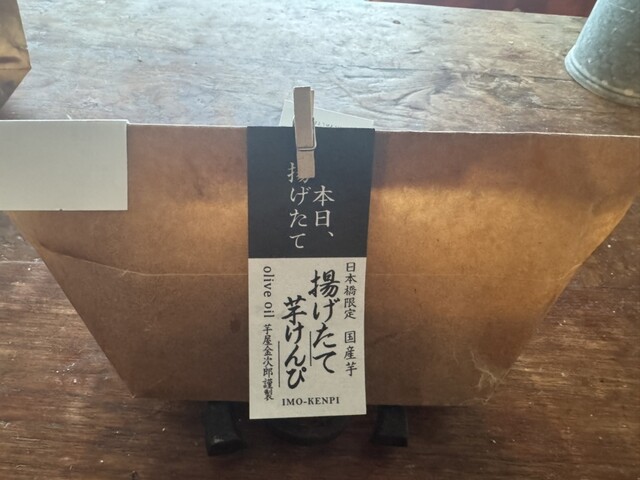 本日、
揚げたて
日本橋限定 国産芋
揚げたて
芋けんぴ
olive oil 芋屋金次郎謹製
IMO-KENPI